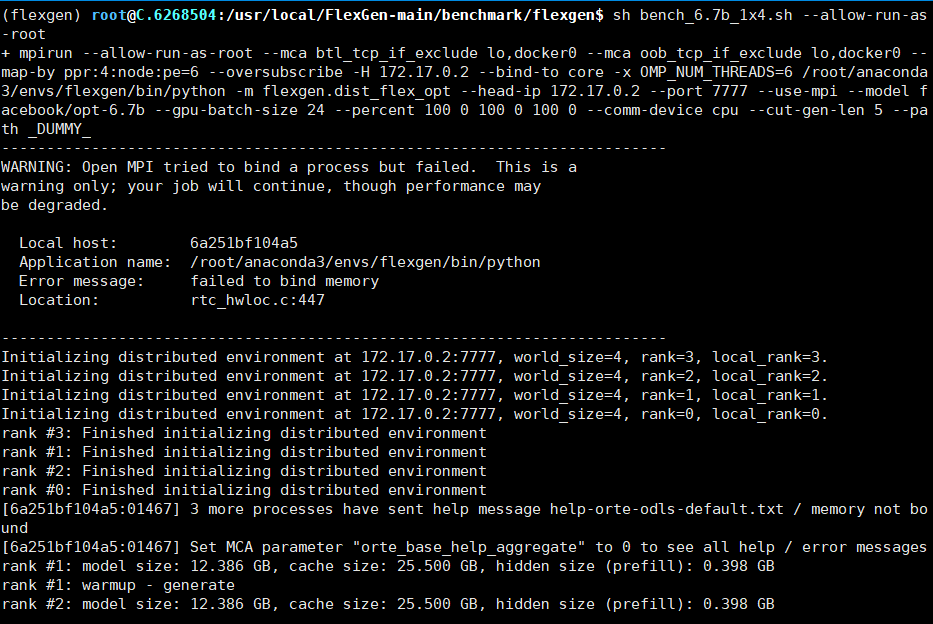 (flexgen) root@C.6268504:/usr/local/FlexGen-main/benchmark/flexgen$ sh bench_6.7b_1x4.sh --allow-run-as
-root
+ mpirun --allow-run-as-root --mca btl_tcp_if_exclude lo,docker0 --mca oob_tcp_if_exclude lo,docker0 --
map-by ppr:4:node:pe=6 --oversubscribe -H 172.17.0.2 --bind-to core -x OMP_NUM_THREADS=6 /root/anaconda
3/envs/flexgen/bin/python -m flexgen.dist_flex_opt --head-ip 172.17.0.2 --port 7777 --use-mpi --model f
acebook/opt-6.7b --gpu-batch-size 24 --percent 100 0 100 0 100 0 --comm-device cpu --cut-gen-len 5 --pa
th _DUMMY_
--------------------------------------------------------------------------
WARNING: Open MPI tried to bind a process but failed.  This is a
warning only; your job will continue, though performance may
be degraded.

  Local host:        6a251bf104a5
  Application name:  /root/anaconda3/envs/flexgen/bin/python
  Error message:     failed to bind memory
  Location:          rtc_hwloc.c:447

--------------------------------------------------------------------------
Initializing distributed environment at 172.17.0.2:7777, world_size=4, rank=3, local_rank=3.
Initializing distributed environment at 172.17.0.2:7777, world_size=4, rank=2, local_rank=2.
Initializing distributed environment at 172.17.0.2:7777, world_size=4, rank=1, local_rank=1.
Initializing distributed environment at 172.17.0.2:7777, world_size=4, rank=0, local_rank=0.
rank #3: Finished initializing distributed environment
rank #1: Finished initializing distributed environment
rank #2: Finished initializing distributed environment
rank #0: Finished initializing distributed environment
[6a251bf104a5:01467] 3 more processes have sent help message help-orte-odls-default.txt / memory not bo
und
[6a251bf104a5:01467] Set MCA parameter "orte_base_help_aggregate" to 0 to see all help / error messages
rank #1: model size: 12.386 GB, cache size: 25.500 GB, hidden size (prefill): 0.398 GB
rank #1: warmup - generate
rank #2: model size: 12.386 GB, cache size: 25.500 GB, hidden size (prefill): 0.398 GB